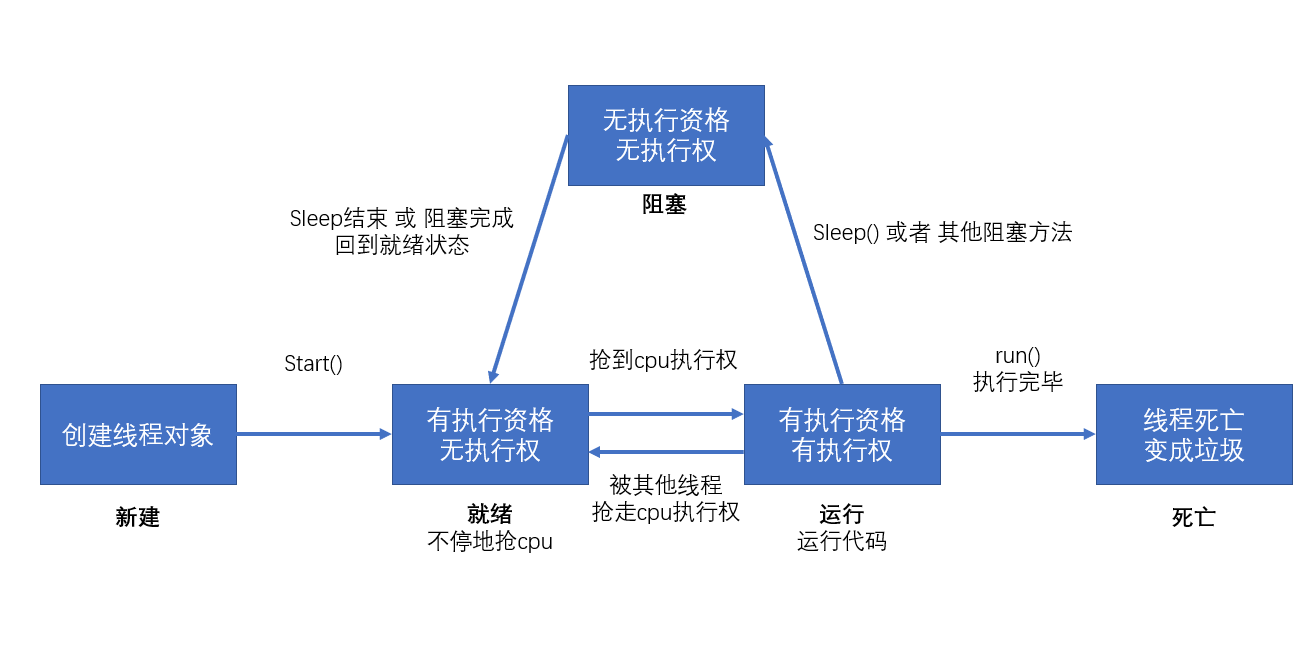 无执行资格
无执行权
阻塞
Sleep结束 或 阻塞完成
回到就绪状态
Sleep() 或者 其他阻塞方法
Start()
抢到cpu执行权
run()
执行完毕
创建线程对象
有执行资格
无执行权
有执行资格
有执行权
线程死亡
变成垃圾
被其他线程
抢走cpu执行权
新建
就绪
不停地抢cpu
运行
运行代码
死亡